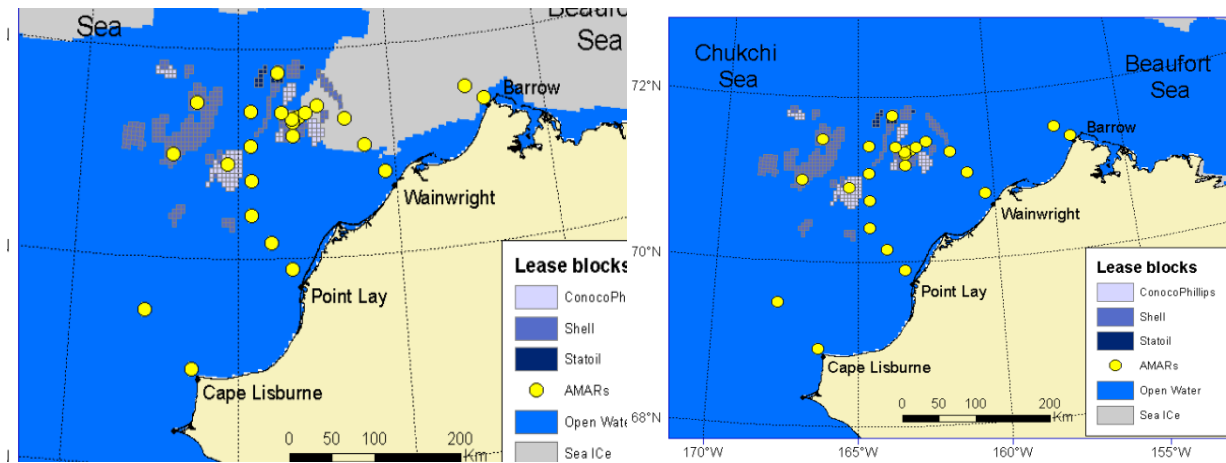 Sea
Beaufort
Sea
Barrow
Wainwright
Point Lay
Cape Lisburne
0 50 100 200
Km
Lease blocks
ConocoPh
Shell
Statoil
AMARs
Open Wate
Sea ICe
Chukchi
Sea
Beaufort
Sea
72°N
Barrow
Wainwright
70°N
Point Lay
Cape Lisburne
68°N
0 50 100 200
Km
Lease blocks
ConocoPhillips
Shell
Statoil
AMARs
Open Water
Sea ICe
170°W 165°W 160°W 155°W